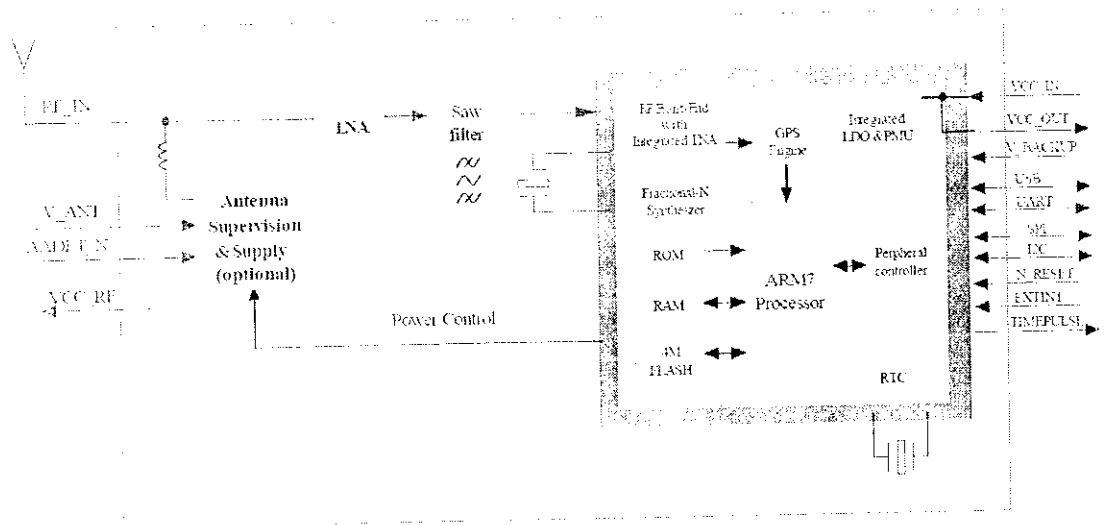 RF_IN
LNA
Saw
filter
RF Front-End
with
Integrated LNA
GPS
Engine
Integrated
LDO & PMU
VCC_IN
VCC_OUT
V_BACKUP
USB
UART
SPI
I2C
N_RESET
EXTINT
TIMEPULSE
Fractional-N
Synthesizer
V_ANT
Antenna
Supervision
& Supply
(optional)
VCC_RF
ROM
RAM
4M
FLASH
ARM7
Processor
Peripheral
controller
Power Control
RTC